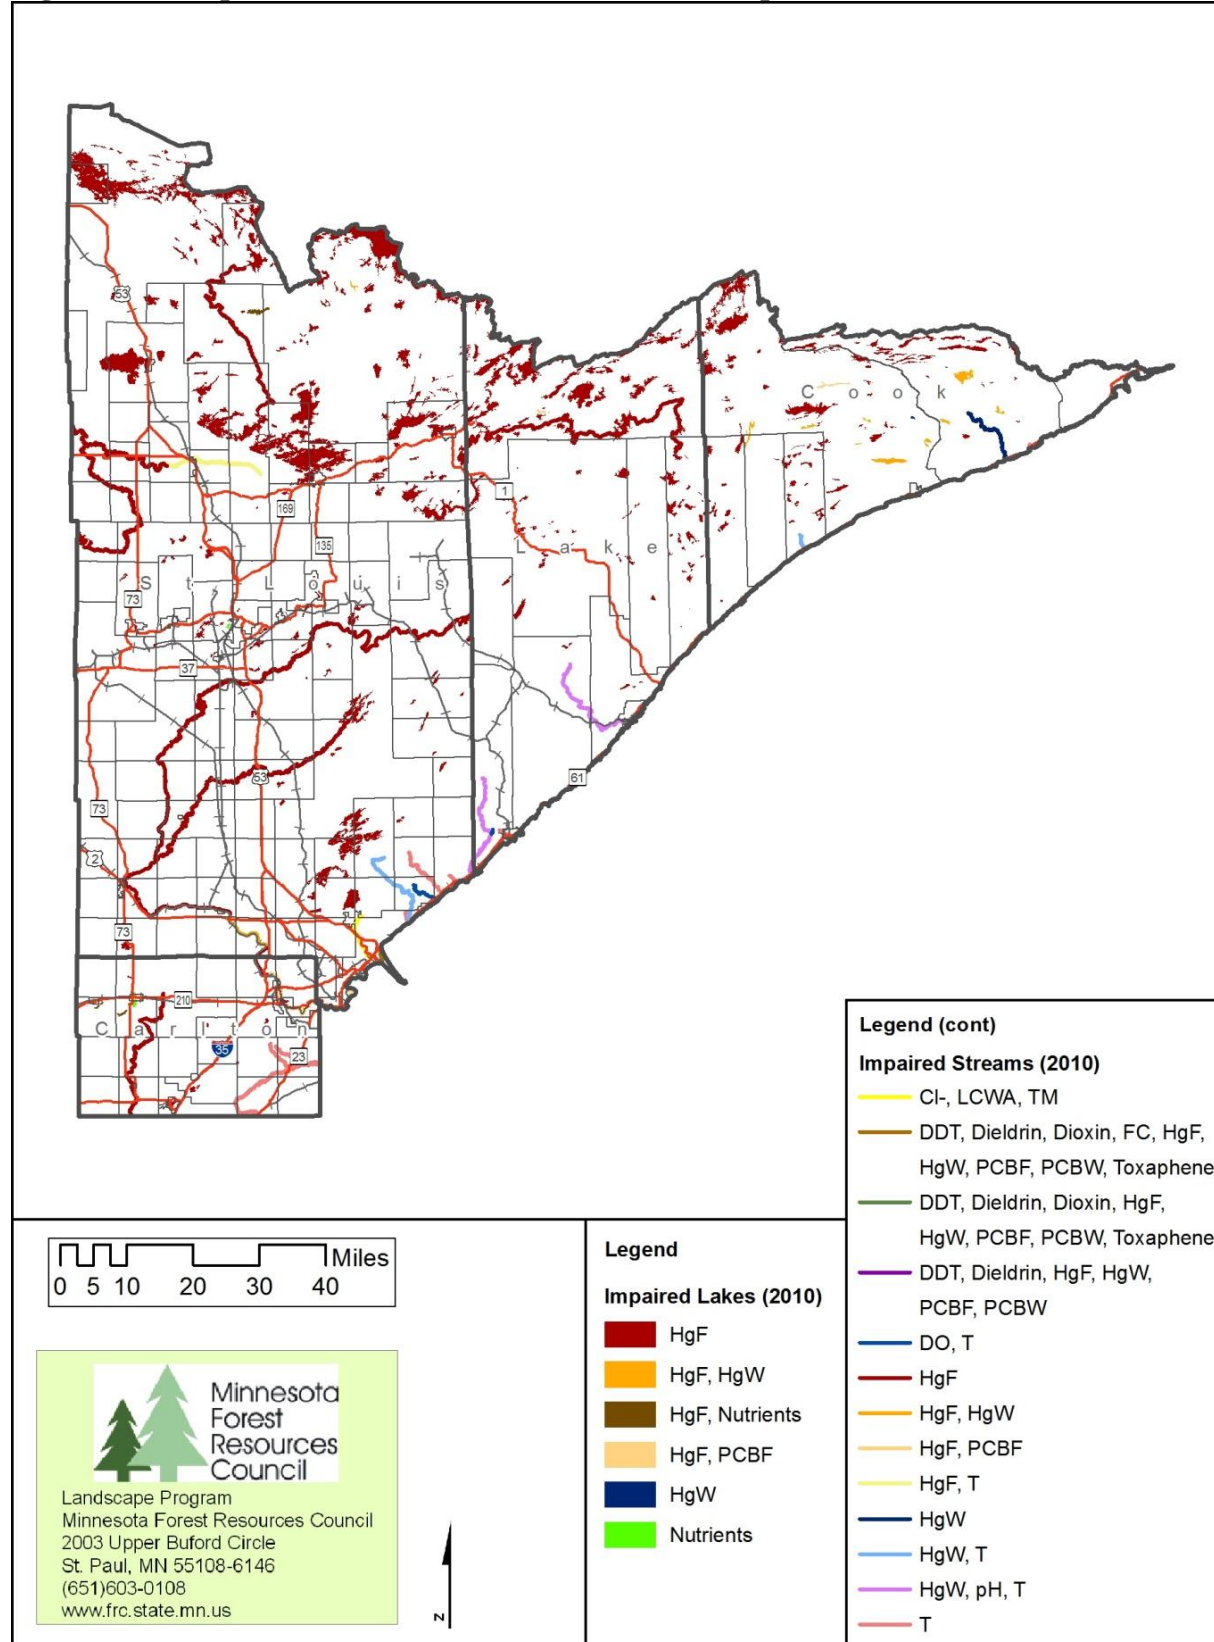 53
Cook
1
169
135
Lake
St Louis
73
37
61
53
73
2
73
210
Carlton
35
23
Legend (cont)
Impaired Streams (2010)
Cl-, LCWA, TM
DDT, Dieldrin, Dioxin, FC, HgF,
HgW, PCBF, PCBW, Toxaphene
DDT, Dieldrin, Dioxin, HgF,
HgW, PCBF, PCBW, Toxaphene
DDT, Dieldrin, HgF, HgW,
PCBF, PCBW
DO, T
HgF
HgF, HgW
HgF, PCBF
HgF, T
HgW
HgW, T
HgW, pH, T
T
Legend
Impaired Lakes (2010)
HgF
HgF, HgW
HgF, Nutrients
HgF, PCBF
HgW
Nutrients
Miles
0 5 10 20 30 40
Minnesota
Forest
Resources
Council
Landscape Program
Minnesota Forest Resources Council
2003 Upper Buford Circle
St. Paul, MN 55108-6146
(651)603-0108
www.frc.state.mn.us
N